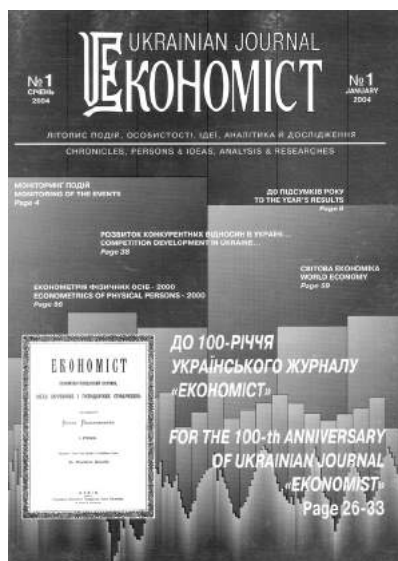 UKRAINIAN JOURNAL
ЕКОНОМІСТ
№1
СІЧЕНЬ
2004
№1
JANUARY
2004
ЛІТОПИС ПОДІЙ, ОСОБИСТОСТІ, ІДЕЇ, АНАЛІТИКА Й ДОСЛІДЖЕННЯ
CHRONICLES, PERSONS & IDEAS, ANALYSIS & RESEARCHES
МОНІТОРИНГ ПОДІЙ
MONITORING OF THE EVENTS
Page 4
ДО ПІДСУМКІВ РОКУ
TO THE YEAR'S RESULTS
Page
РОЗВИТОК КОНКУРЕНТНИХ ВІДНОСИН В УКРАЇНІ...
COMPETITION DEVELOPMENT IN UKRAINE...
Page 38
СВІТОВА ЕКОНОМІКА
WORLD ECONOMY
Page 59
ЕКОНОМЕТРІЯ ФІЗИЧНИХ ОСІБ - 2000
ECONOMETRICS OF PHYSICAL PERSONS - 2000
Page
ЕКОНОМІСТ
ДО 100-РІЧЧЯ
УКРАЇНСЬКОГО ЖУРНАЛУ
«ЕКОНОМІСТ»
FOR THE 100-th ANNIVERSARY
OF UKRAINIAN JOURNAL
«EKONOMIST»
Page 26-33